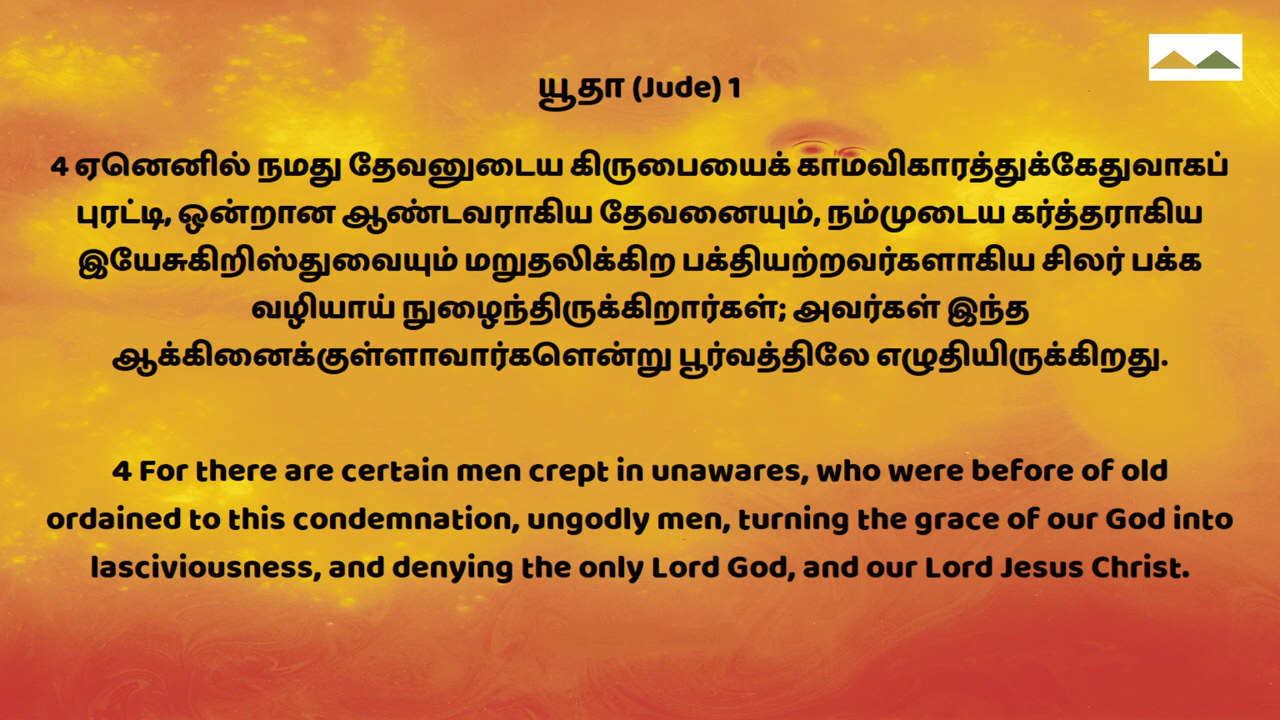 யூதா (Jude) 1
4 ஏனெனில் நமது தேவனுடைய கிருபையைக் காமவிகாரத்துக்கேதுவாகப்
புரட்டி, ஒன்றான ஆண்டவராகிய தேவனையும், நம்முடைய கர்த்தராகிய
இயேசுகிறிஸ்துவையும் மறுதலிக்கிற பக்தியற்றவர்களாகிய சிலர் பக்க
வழியாய் நுழைந்திருக்கிறார்கள்; அவர்கள் இந்த
ஆக்கினைக்குள்ளாவார்களென்று பூர்வத்திலே எழுதியிருக்கிறது.
4 For there are certain men crept in unawares, who were before of old
ordained to this condemnation, ungodly men, turning the grace of our God into
lasciviousness, and denying the only Lord God, and our Lord Jesus Christ.